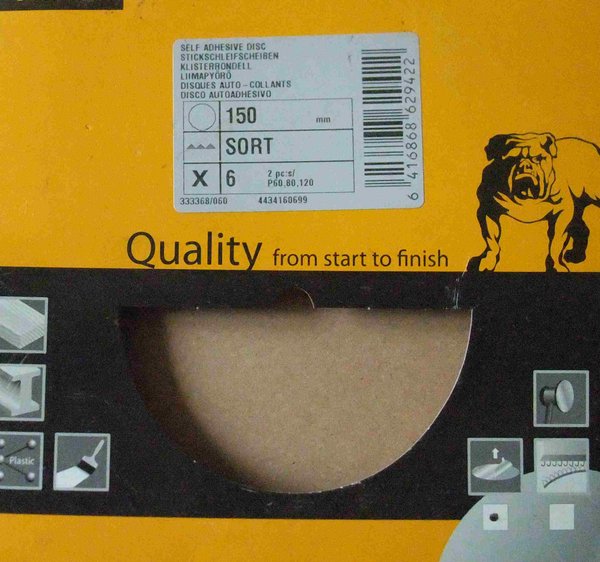 SELF ADHESIVE DISC
STICKSCHLEIFSCHEIBEN
KLISTERRONDELL
LIIMAPYÖRÖ
DISQUES AUTO-COLLANTS
DISCO AUTOADHESIVO
150 mm
SORT
X 6 2 pc:s/
P60,80,120
333368/060 4434160699
6 416868 629422
Quality from start to finish
Plastic